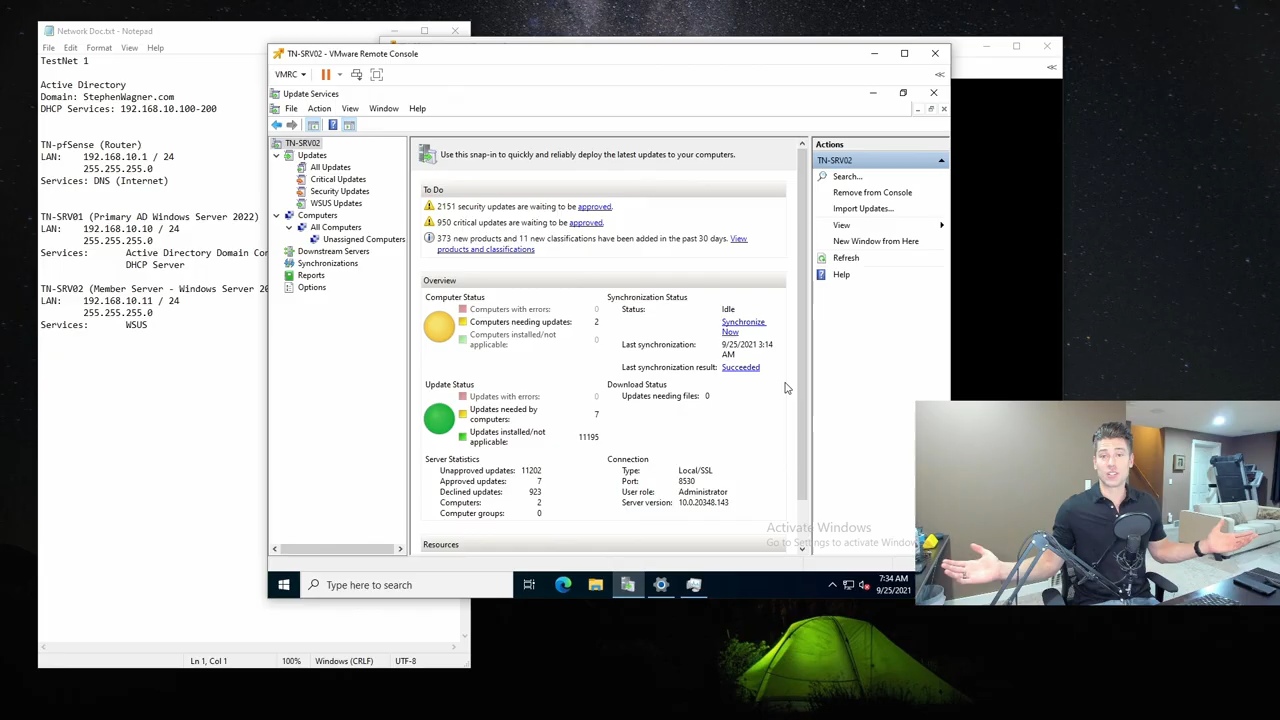 Network Doc.txt - Notepad
File Edit Format View Help
TestNet 1
Active Directory
Domain: StephenWagner.com
DHCP Services: 192.168.10.100-200
TN-pfSense (Router)
LAN: 192.168.10.1 / 24
255.255.255.0
Services: DNS (Internet)
TN-SRV01 (Primary AD Windows Server 2022)
LAN: 192.168.10.10 / 24
255.255.255.0
Services: Active Directory Domain Co
DHCP Server
TN-SRV02 (Member Server - Windows Server 20
LAN: 192.168.10.11 / 24
255.255.255.0
Services: WSUS
Ln 1, Col 1 100% Windows (CRLF) UTF-8
TN-SRV02 - VMware Remote Console
VMRC
Update Services
File Action View Window Help
TN-SRV02
Updates
All Updates
Critical Updates
Security Updates
WSUS Updates
Computers
All Computers
Unassigned Computers
Downstream Servers
Synchronizations
Reports
Options
Use this snap-in to quickly and reliably deploy the latest updates to your computers.
To Do
2151 security updates are waiting to be approved.
950 critical updates are waiting to be approved.
373 new products and 11 new classifications have been added in the past 30 days. View
products and classifications
Overview
Computer Status
Computers with errors: 0
Computers needing updates: 2
Computers installed/not
applicable: 0
Synchronization Status
Status: Idle
Synchronize
Now
Last synchronization: 9/25/2021 3:14
AM
Last synchronization result: Succeeded
Update Status
Updates with errors: 0
Updates needed by
computers: 7
Updates installed/not
applicable: 11195
Download Status
Updates needing files: 0
Server Statistics
Unapproved updates: 11202
Approved updates: 7
Declined updates: 923
Computers: 2
Computer groups: 0
Connection
Type: Local/SSL
Port: 8530
User role: Administrator
Server version: 10.0.20348.143
Resources
Actions
TN-SRV02
Search...
Remove from Console
Import Updates...
View
New Window from Here
Refresh
Help
Activate Windows
Go to Settings to activate Window
Type here to search
7:34 AM
9/25/2021